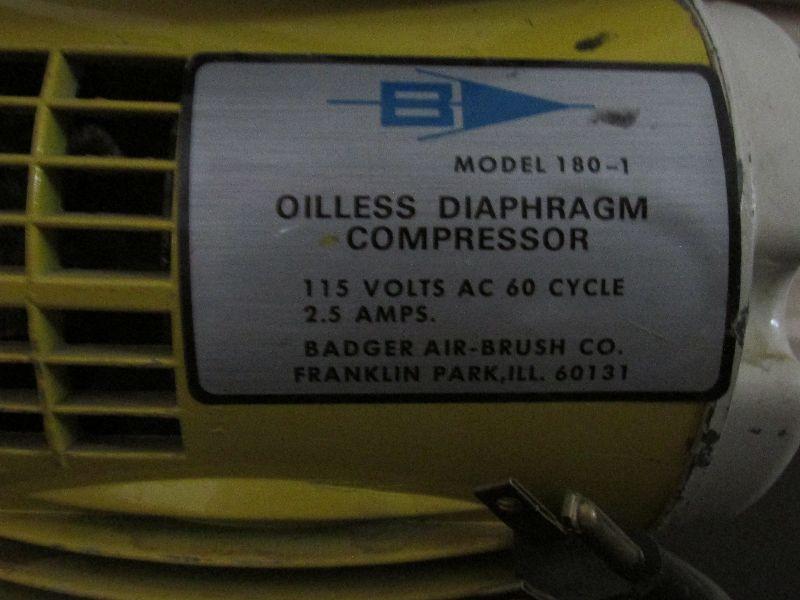 B
MODEL 180-1
OILLESS DIAPHRAGM
COMPRESSOR
115 VOLTS AC 60 CYCLE
2.5 AMPS.
BADGER AIR-BRUSH CO.
FRANKLIN PARK,ILL. 60131